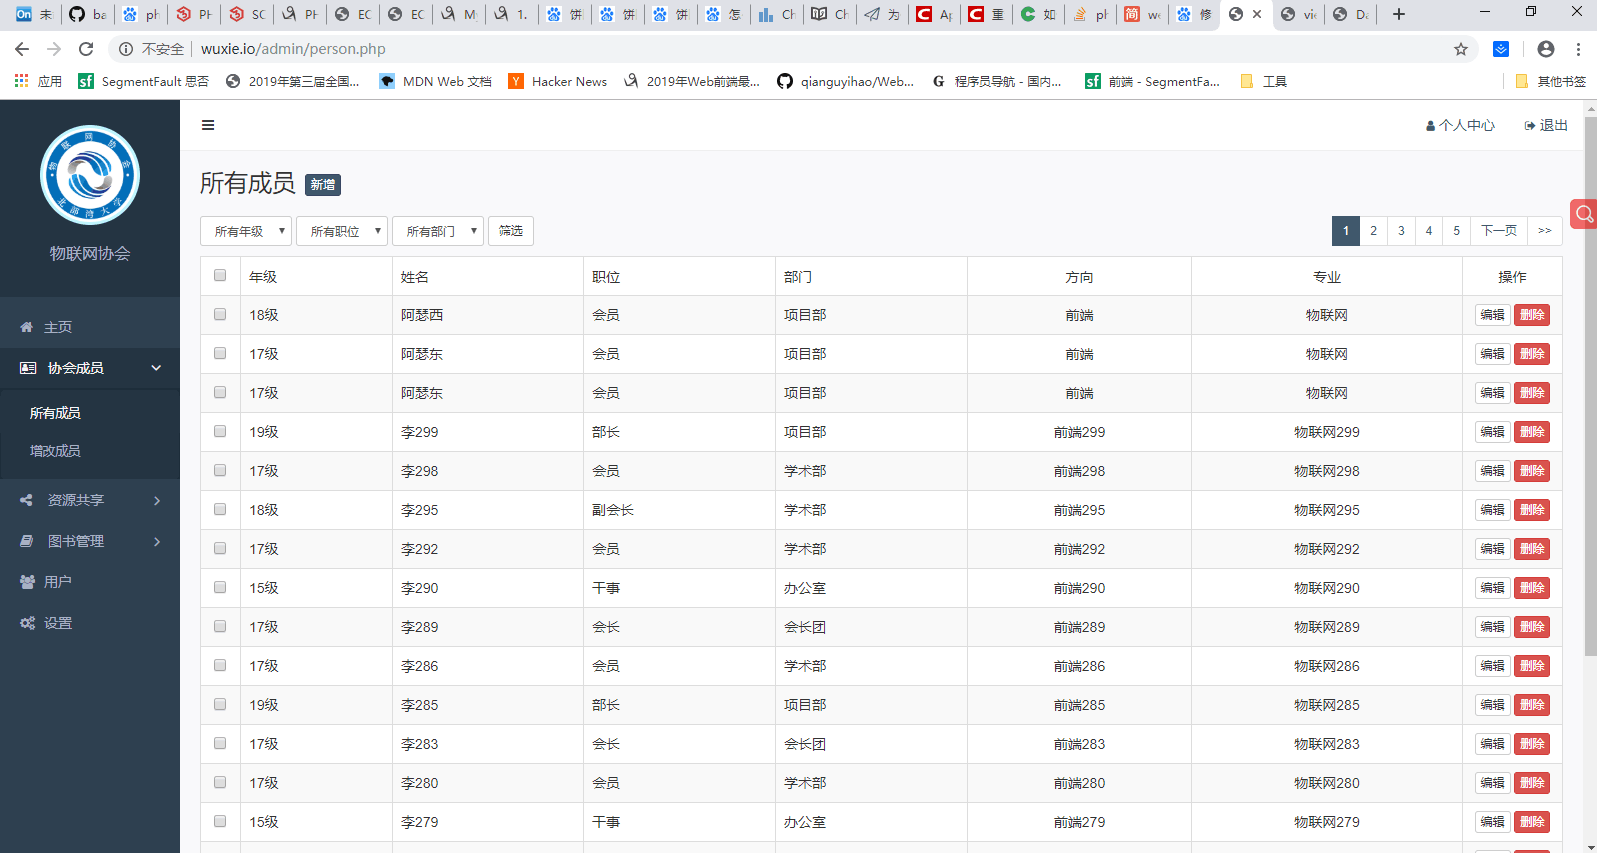 On 未 ba ph PH SC PH EC EC M 1. 饼 饼 饼 怎 Ch Ch 为 Ap 重 如 ph 简 we 修 vi Da
不安全 wuxie.io/admin/person.php
应用 SegmentFault 思否 2019年第三届全国... MDN Web 文档 Hacker News 2019年Web前端最... qianguyihao/Web... 程序员导航 - 国内... 前端 - SegmentFa... 工具 其他书签
物联网协会
北部湾大学
物联网协会
个人中心 退出
主页
协会成员
所有成员
增改成员
资源共享
图书管理
用户
设置
所有成员 新增
所有年级 所有职位 所有部门 筛选 1 2 3 4 5 下一页 >>
年级 姓名 职位 部门 方向 专业 操作
18级 阿瑟西 会员 项目部 前端 物联网 编辑 删除
17级 阿瑟东 会员 项目部 前端 物联网 编辑 删除
17级 阿瑟东 会员 项目部 前端 物联网 编辑 删除
19级 李299 部长 项目部 前端299 物联网299 编辑 删除
17级 李298 会员 学术部 前端298 物联网298 编辑 删除
18级 李295 副会长 学术部 前端295 物联网295 编辑 删除
17级 李292 会员 学术部 前端292 物联网292 编辑 删除
15级 李290 干事 办公室 前端290 物联网290 编辑 删除
17级 李289 会长 会长团 前端289 物联网289 编辑 删除
17级 李286 会员 学术部 前端286 物联网286 编辑 删除
19级 李285 部长 项目部 前端285 物联网285 编辑 删除
17级 李283 会长 会长团 前端283 物联网283 编辑 删除
17级 李280 会员 学术部 前端280 物联网280 编辑 删除
15级 李279 干事 办公室 前端279 物联网279 编辑 删除